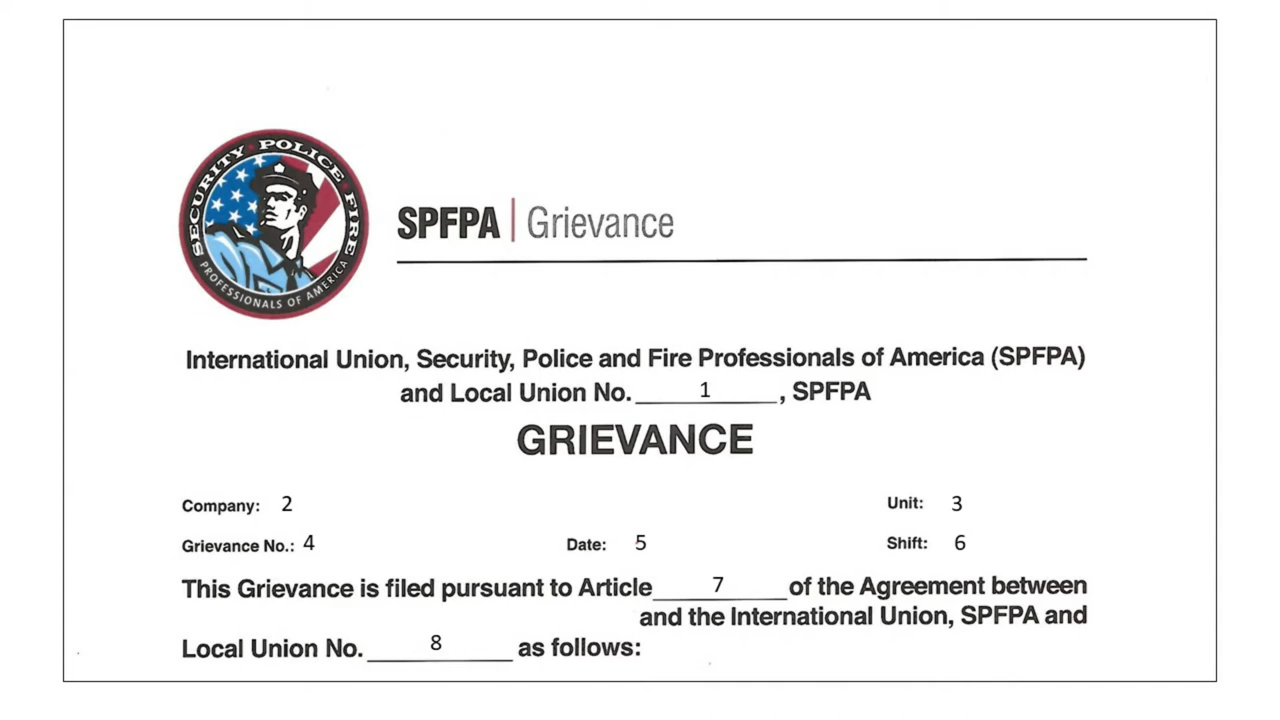 SECURITY • POLICE • FIRE
PROFESSIONALS OF AMERICA
SPFPA | Grievance
International Union, Security, Police and Fire Professionals of America (SPFPA)
and Local Union No. 1 , SPFPA
GRIEVANCE
Company: 2 Unit: 3
Grievance No.: 4 Date: 5 Shift: 6
This Grievance is filed pursuant to Article 7 of the Agreement between
and the International Union, SPFPA and
Local Union No. 8 as follows: